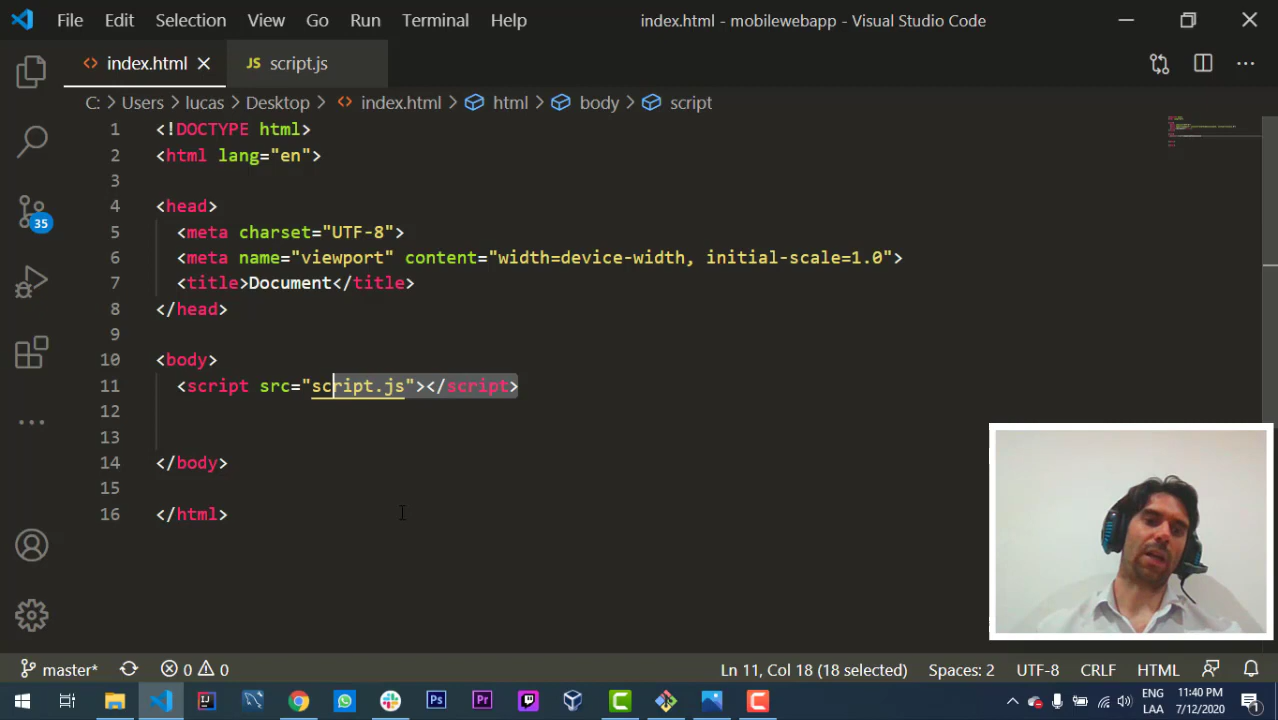 File Edit Selection View Go Run Terminal Help index.html - mobilewebapp - Visual Studio Code
index.html JS script.js
C: > Users > lucas > Desktop > index.html > html > body > script
1 <!DOCTYPE html>
2 <html lang="en">
3
4 <head>
5 <meta charset="UTF-8">
6 <meta name="viewport" content="width=device-width, initial-scale=1.0">
7 <title>Document</title>
8 </head>
9
10 <body>
11 <script src="script.js"></script>
12
13
14 </body>
15
16 </html>
35
master* 0 0 Ln 11, Col 18 (18 selected) Spaces: 2 UTF-8 CRLF HTML
Ps Pr ENG 11:40 PM
LAA 7/12/2020 1